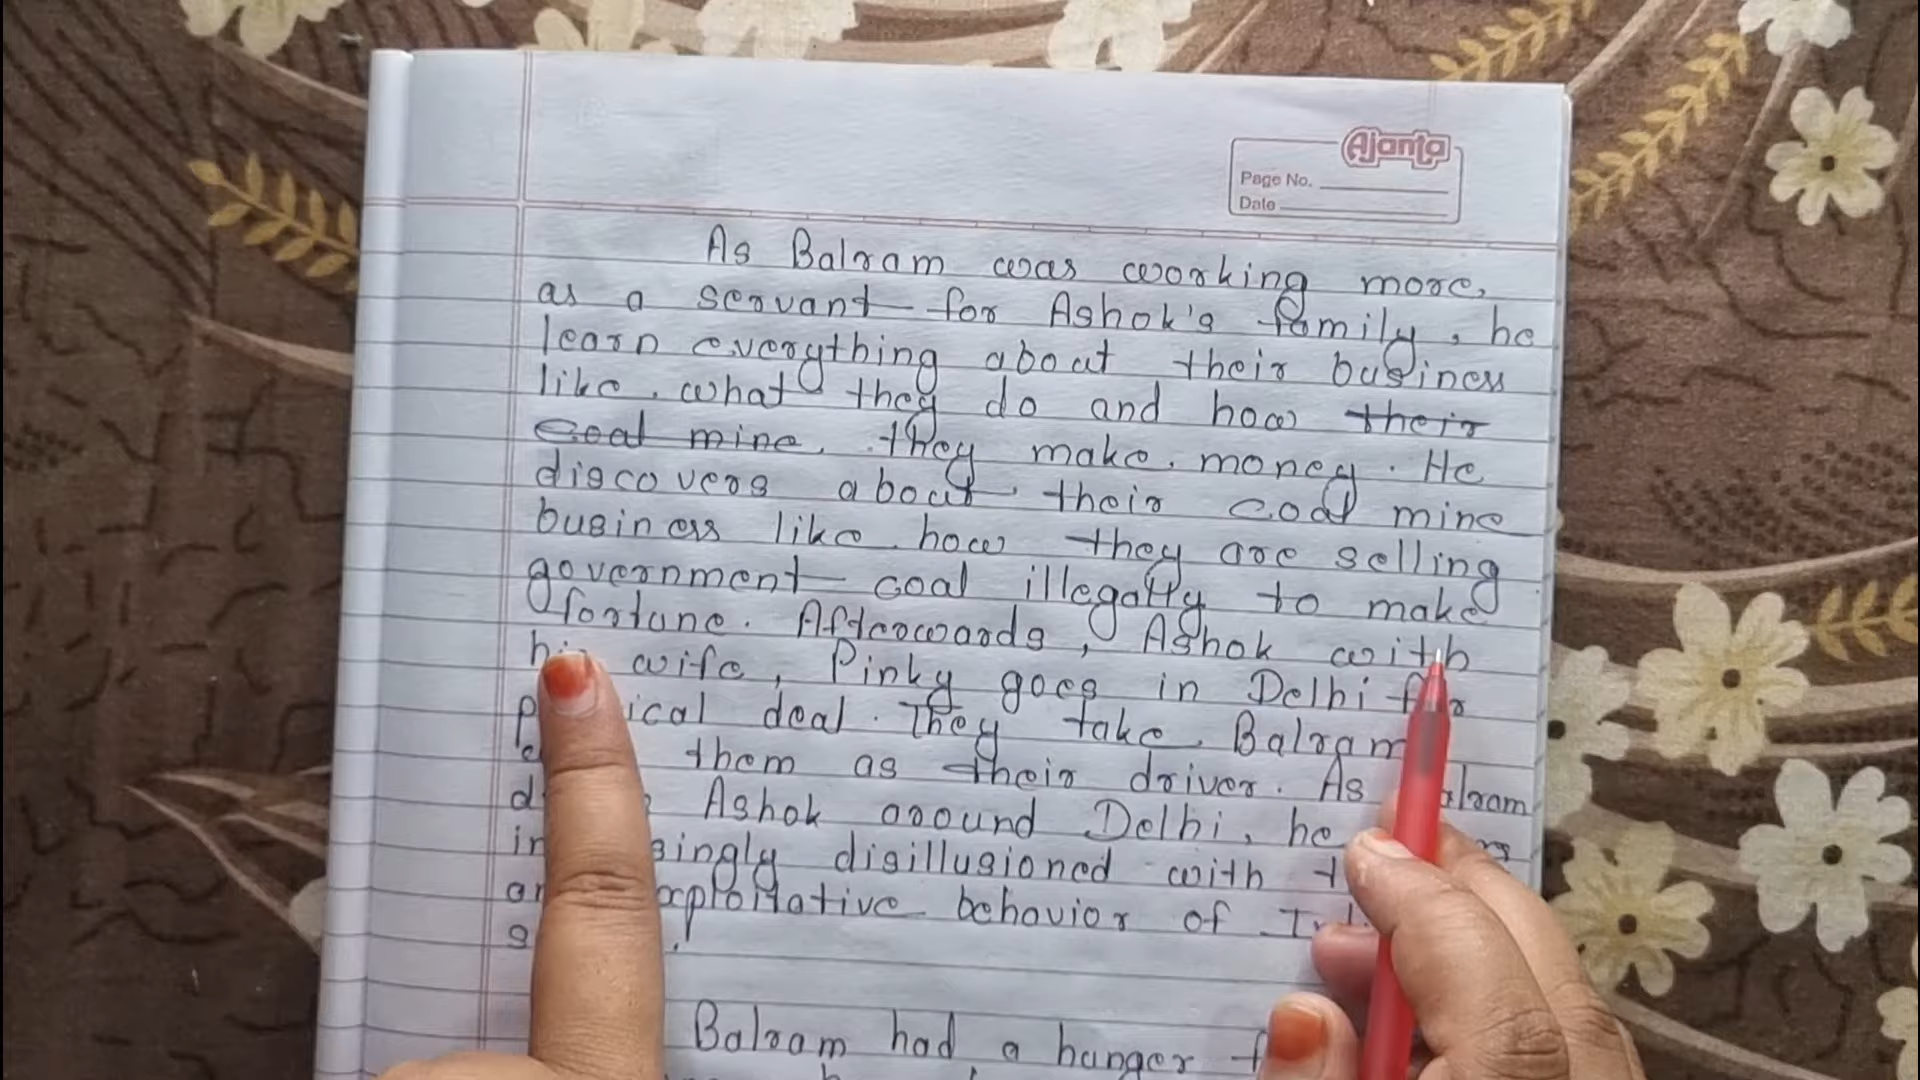 Ajanta
Page No.
Date
As Balram was working more,
as a servant for Ashok's family, he
learn everything about their business
like what they do and how their
coal mine they make money. He
discovers about their coal mine
business like how they are selling
government coal illegally to make
fortune. Afterwards, Ashok with
wife, Pinky goes in Delhi
deal. They take Balram
them as their driver. As
Ashok around Delhi, he
disillusioned with
behavior of
Balram had a hunger